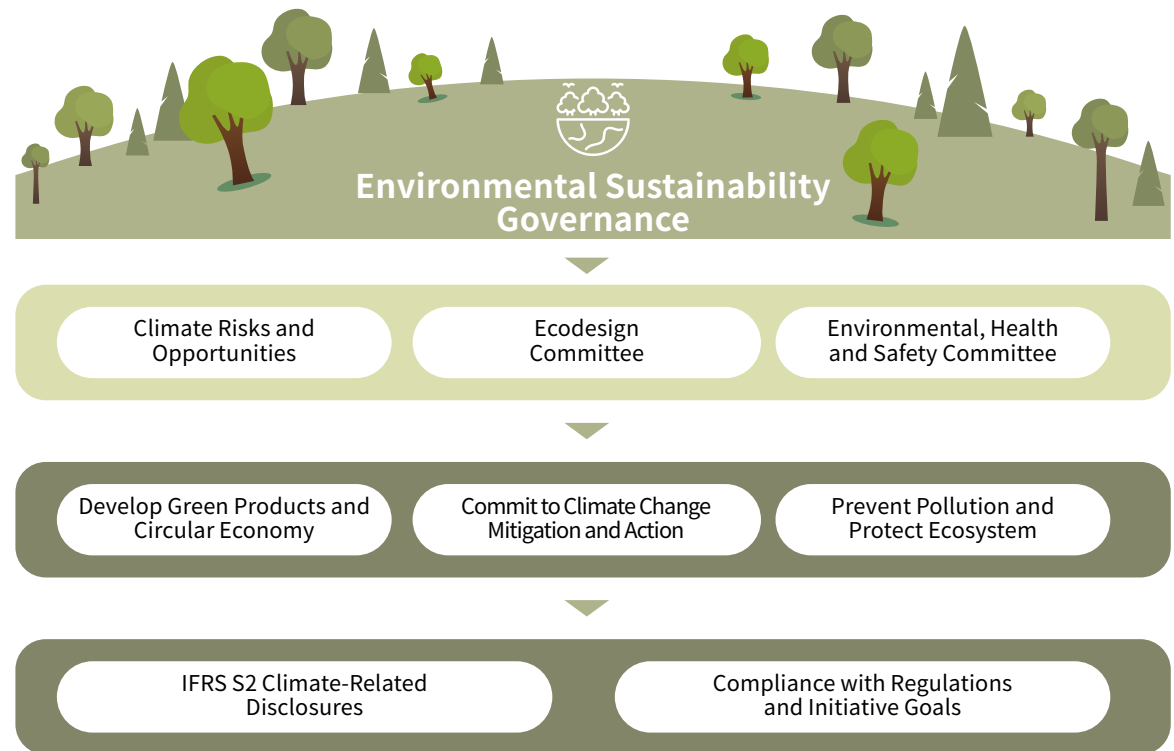 Environmental Sustainability
Governance
Climate Risks and
Opportunities
Ecodesign
Committee
Environmental, Health
and Safety Committee
Develop Green Products and
Circular Economy
Commit to Climate Change
Mitigation and Action
Prevent Pollution and
Protect Ecosystem
IFRS S2 Climate-Related
Disclosures
Compliance with Regulations
and Initiative Goals